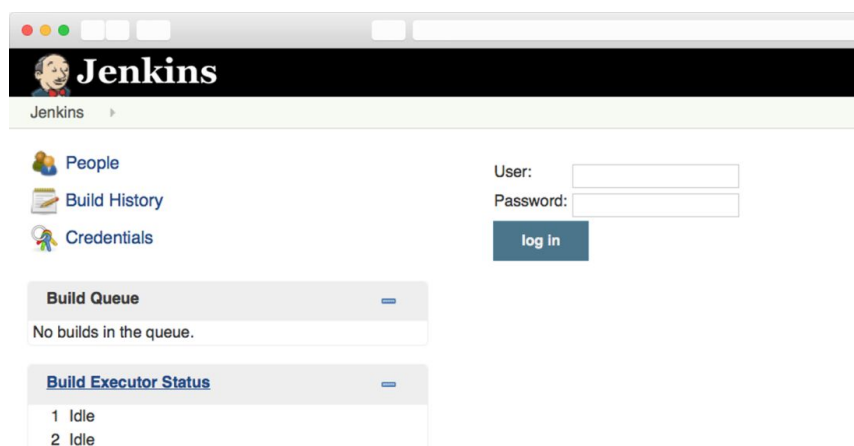 Jenkins
Jenkins
People
Build History
Credentials
User:
Password:
log in
Build Queue
No builds in the queue.
Build Executor Status
1 Idle
2 Idle